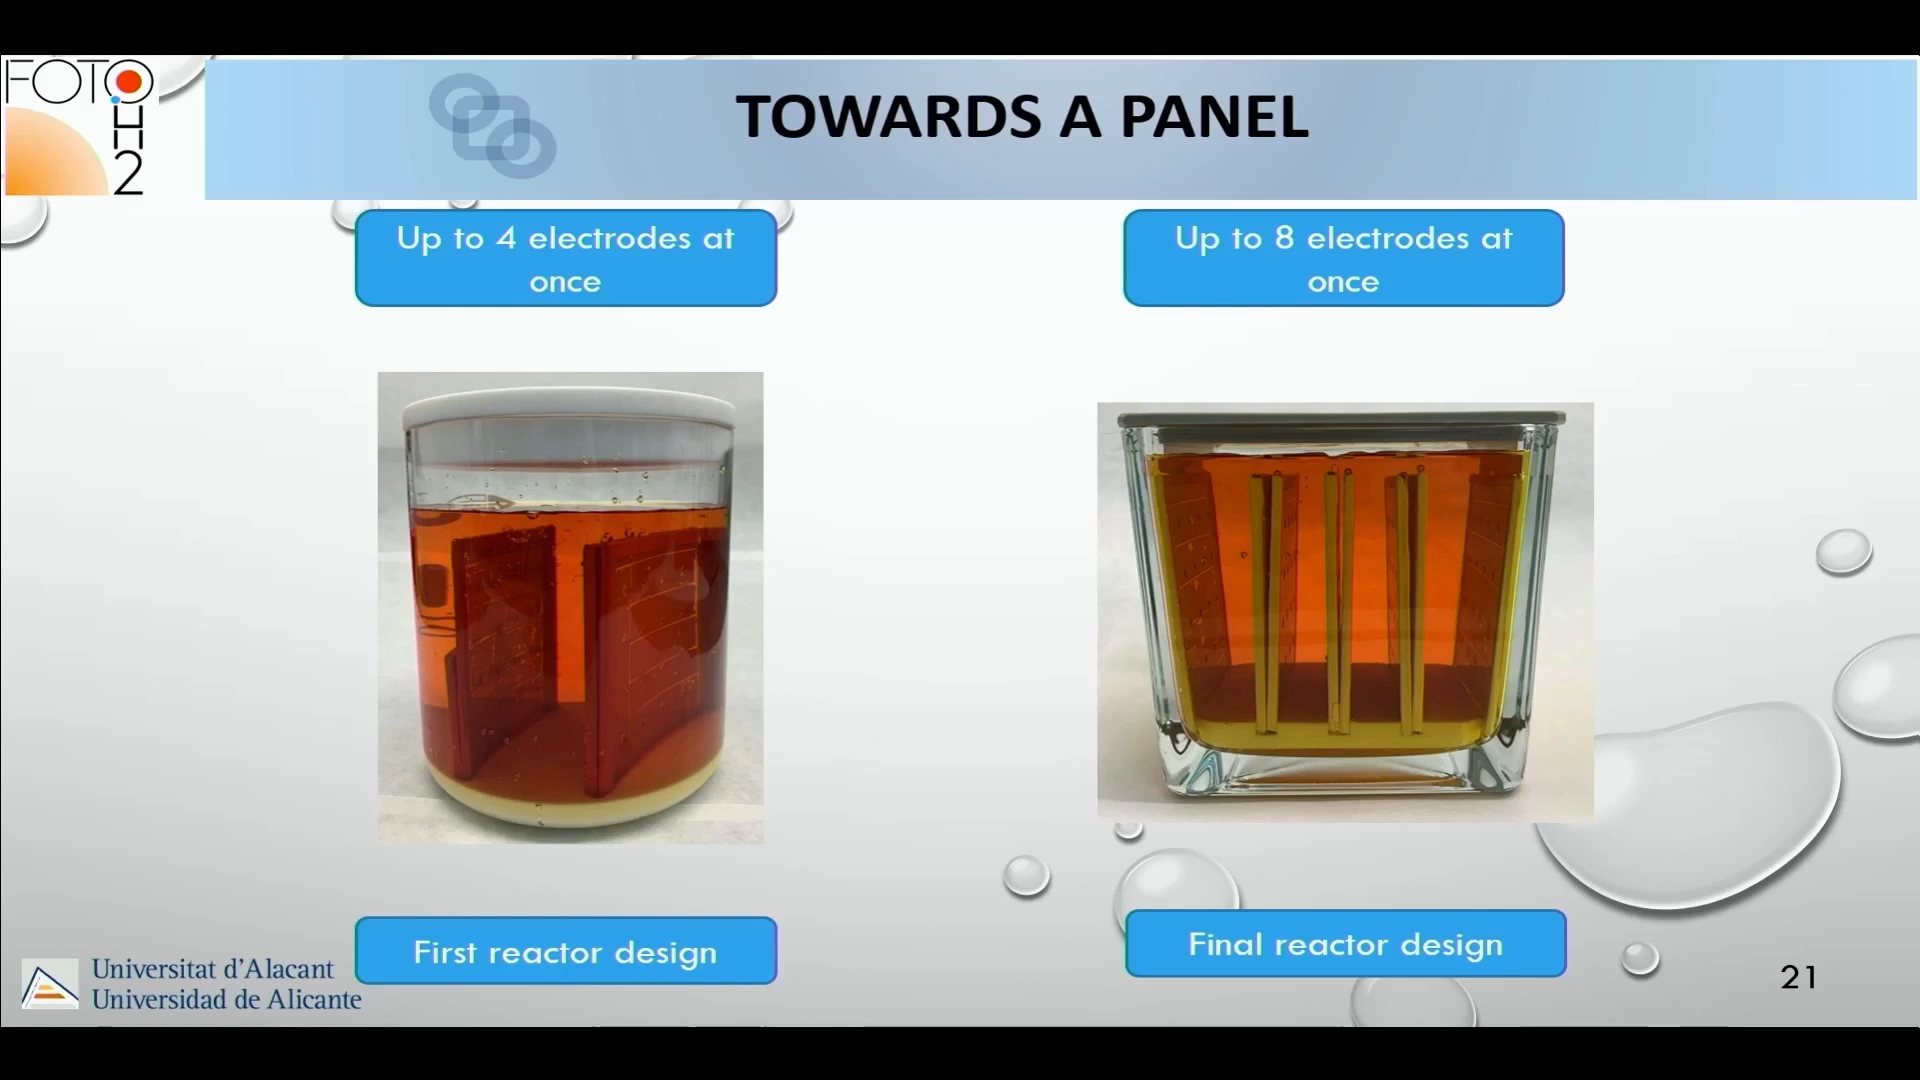 FOTO
H
2
TOWARDS A PANEL
Up to 4 electrodes at
once
Up to 8 electrodes at
once
First reactor design
Final reactor design
Universitat d’Alacant
Universidad de Alicante
21